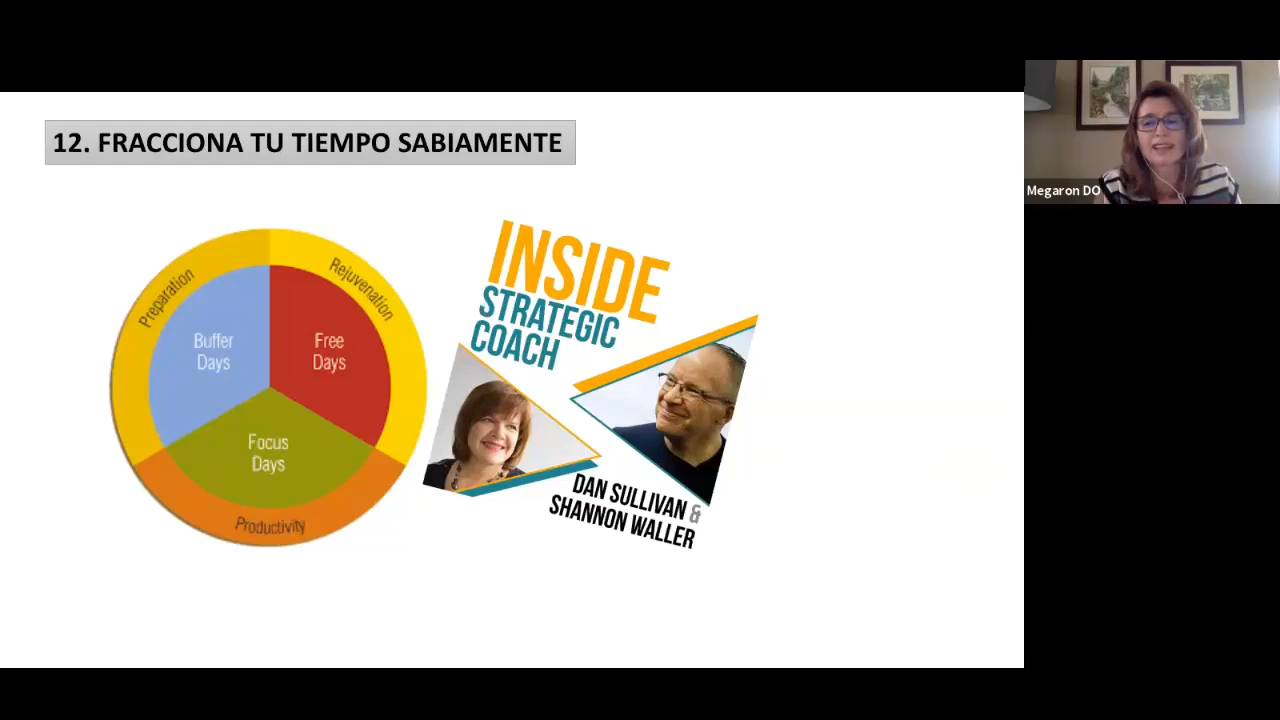 12. FRACCIONA TU TIEMPO SABIAMENTE
Megaron DO
Preparation
Rejuvenation
Buffer
Days
Free
Days
Focus
Days
Productivity
INSIDE
STRATEGIC
COACH
DAN SULLIVAN &
SHANNON WALLER